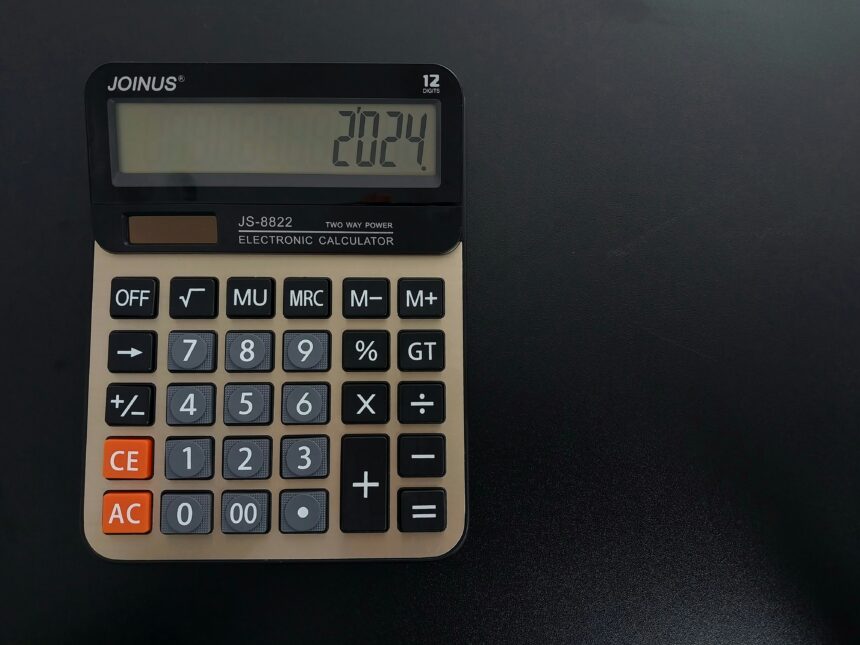 JOINUS® 12
DIGITS
2'024.
JS-8822 TWO WAY POWER
ELECTRONIC CALCULATOR
OFF √ MU MRC M− M+
→ 7 8 9 % GT
+/− 4 5 6 X ÷
CE 1 2 3 + −
AC 0 00 • =